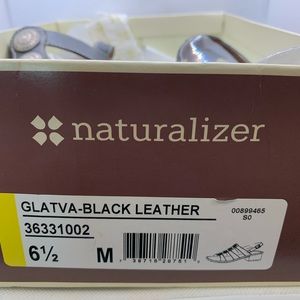 naturalizer
GLATVA-BLACK LEATHER
00899465
36331002
S0
6½ M